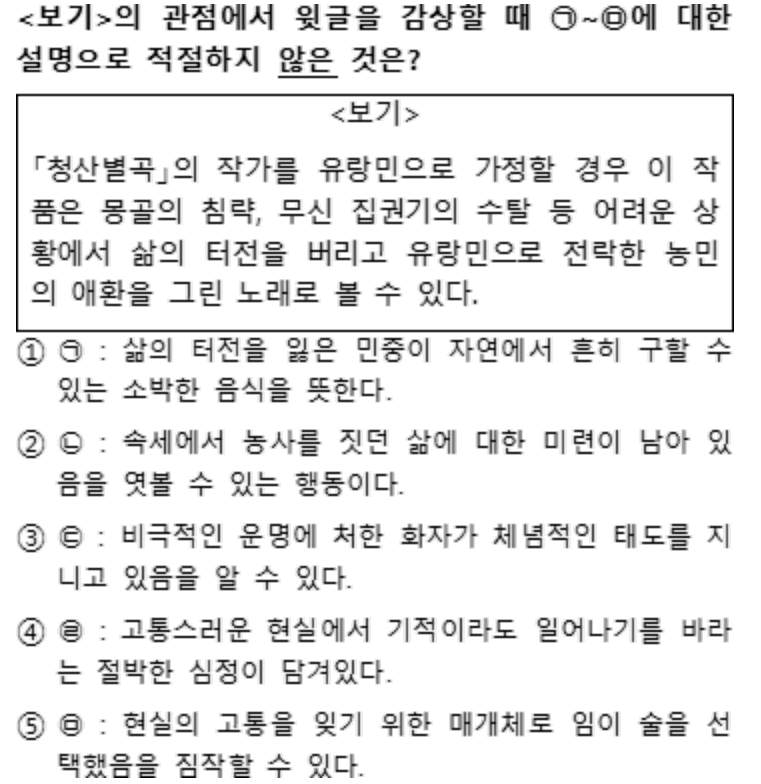 <보기>의 관점에서 윗글을 감상할 때 ㉠~㉤에 대한
설명으로 적절하지 않은 것은?
<보기>
「청산별곡」의 작가를 유랑민으로 가정할 경우 이 작
품은 몽골의 침략, 무신 집권기의 수탈 등 어려운 상
황에서 삶의 터전을 버리고 유랑민으로 전락한 농민
의 애환을 그린 노래로 볼 수 있다.
① ㉠ : 삶의 터전을 잃은 민중이 자연에서 흔히 구할 수
있는 소박한 음식을 뜻한다.
② ㉡ : 속세에서 농사를 짓던 삶에 대한 미련이 남아 있
음을 엿볼 수 있는 행동이다.
③ ㉢ : 비극적인 운명에 처한 화자가 체념적인 태도를 지
니고 있음을 알 수 있다.
④ ㉣ : 고통스러운 현실에서 기적이라도 일어나기를 바라
는 절박한 심정이 담겨있다.
⑤ ㉤ : 현실의 고통을 잊기 위한 매개체로 임이 술을 선
택했음을 짐작할 수 있다.